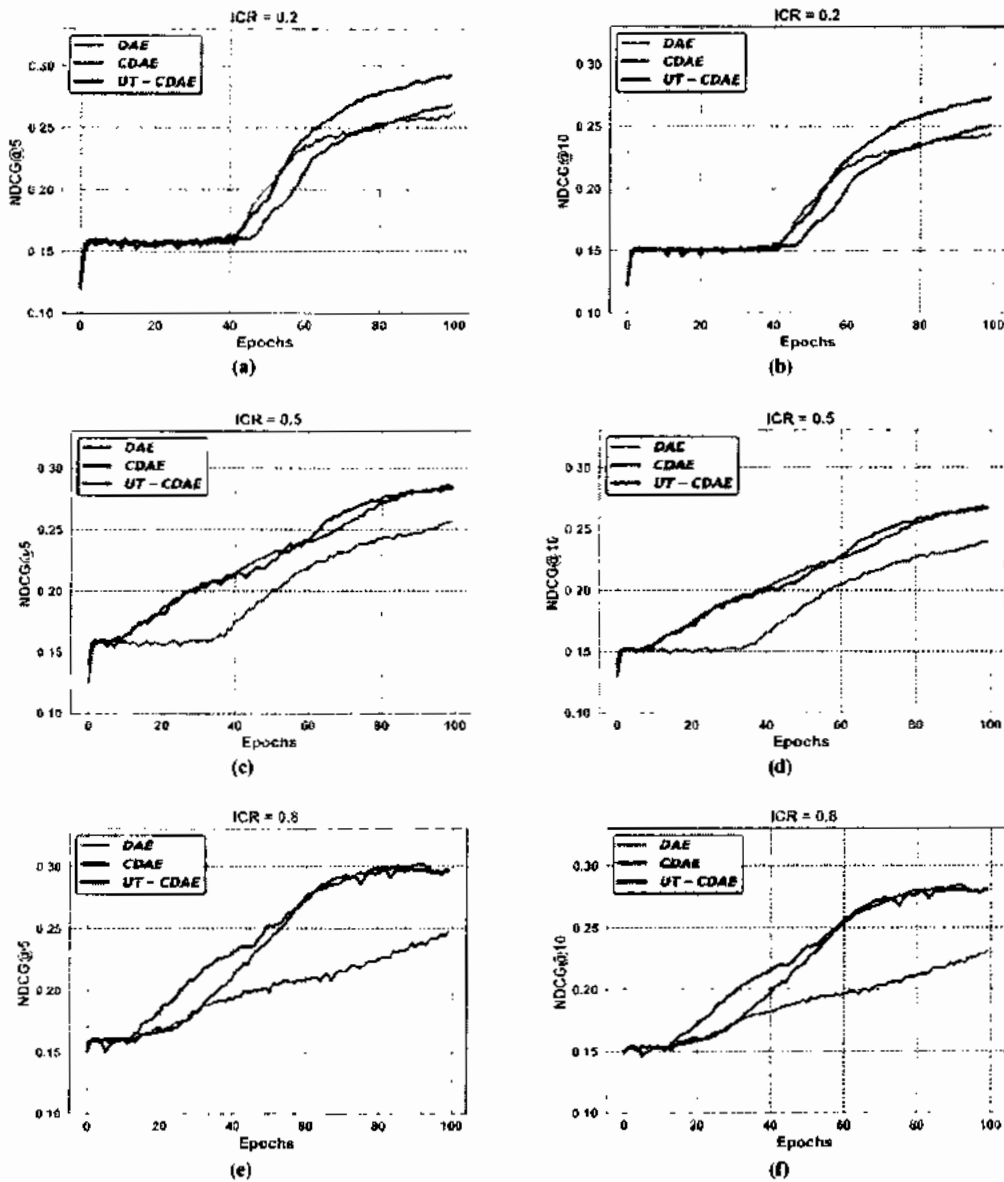 ICR = 0.2
DAE
CDAE
UT - CDAE
NDCG@5
0.30
0.25
0.20
0.15
0.10
0 20 40 60 80 100
Epochs
(a)
ICR = 0.2
DAE
CDAE
UT - CDAE
NDCG@10
0.30
0.25
0.20
0.15
0.10
0 20 40 60 80 100
Epochs
(b)
ICR = 0.5
DAE
CDAE
UT - CDAE
NDCG@5
0.30
0.25
0.20
0.15
0.10
0 20 40 60 80 100
Epochs
(c)
ICR = 0.5
DAE
CDAE
UT - CDAE
NDCG@10
0.30
0.25
0.20
0.15
0.10
0 20 40 60 80 100
Epochs
(d)
ICR = 0.8
DAE
CDAE
UT - CDAE
NDCG@5
0.30
0.25
0.20
0.15
0.10
0 20 40 60 80 100
Epochs
(e)
ICR = 0.8
DAE
CDAE
UT - CDAE
NDCG@10
0.30
0.25
0.20
0.15
0.10
0 20 40 60 80 100
Epochs
(f)